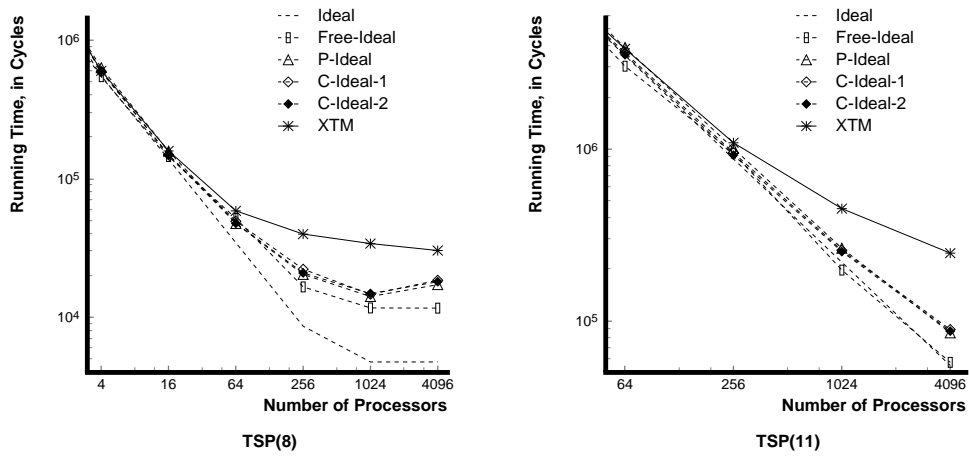 Running Time, in Cycles
10^6
10^5
10^4
Ideal
Free-Ideal
P-Ideal
C-Ideal-1
C-Ideal-2
XTM
4 16 64 256 1024 4096
Number of Processors
TSP(8)
Running Time, in Cycles
10^6
10^5
Ideal
Free-Ideal
P-Ideal
C-Ideal-1
C-Ideal-2
XTM
64 256 1024 4096
Number of Processors
TSP(11)